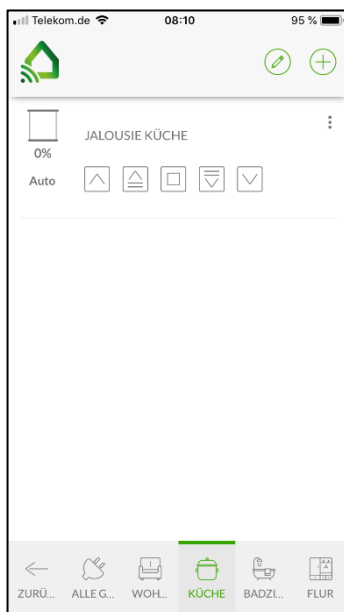 Telekom.de 08:10 95 %
JALOUSIE KÜCHE
0%
Auto
ZURÜ... ALLE G... WOH... KÜCHE BADZI... FLUR